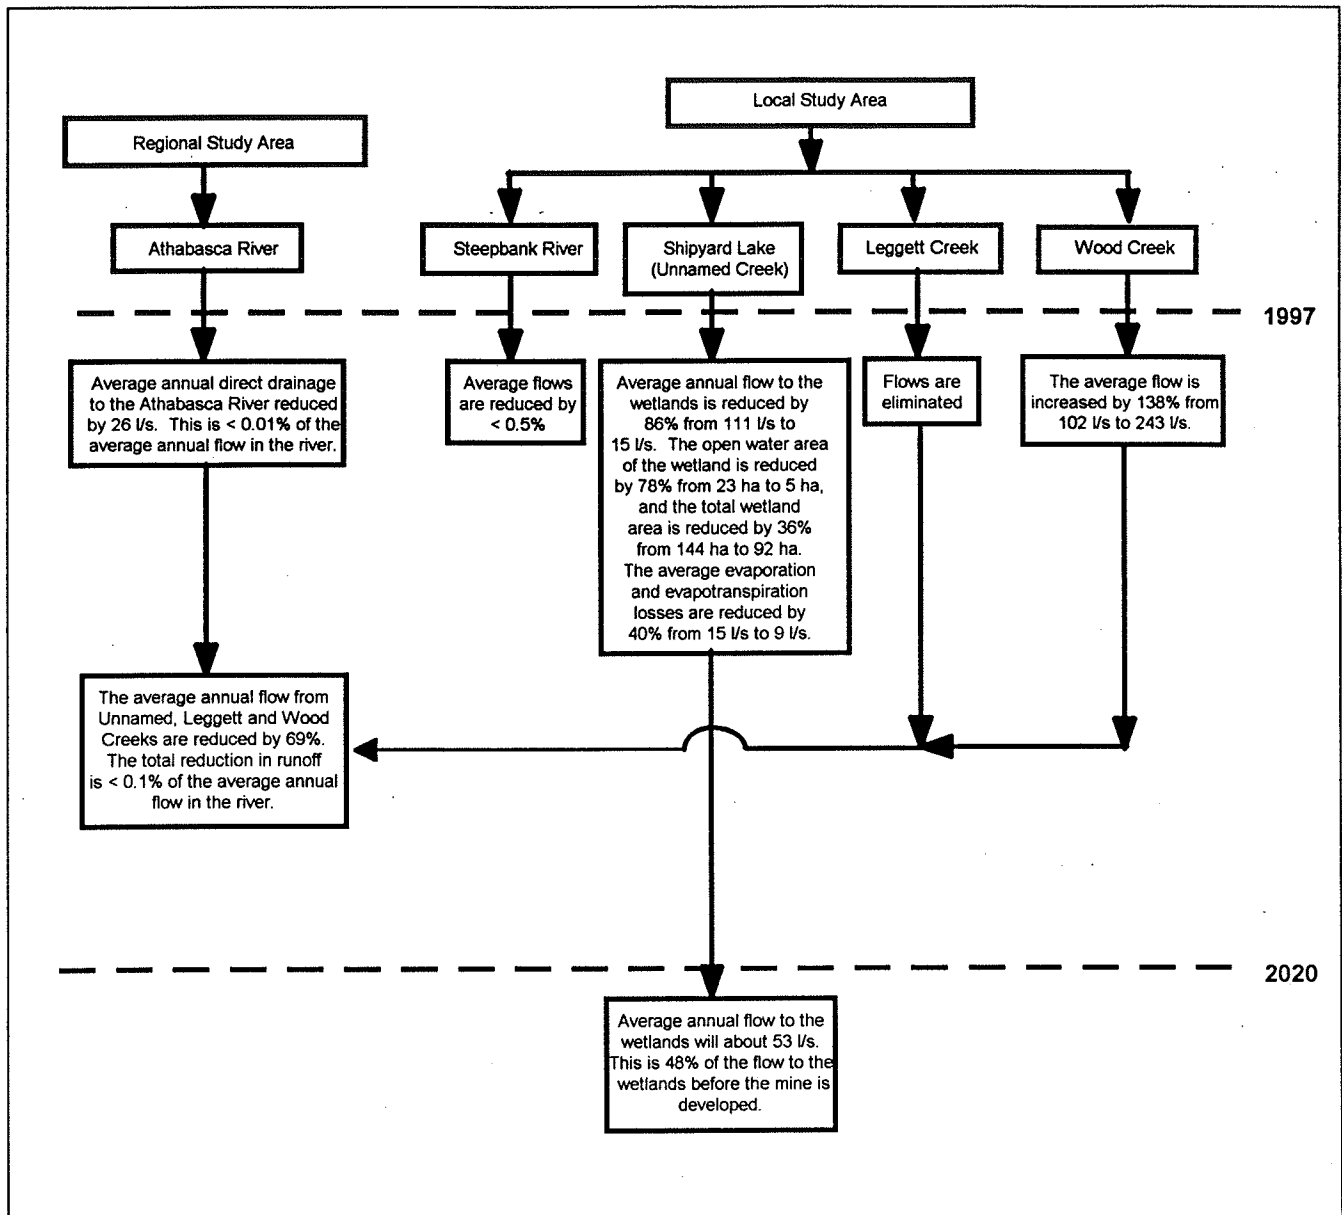 Local Study Area
Regional Study Area
Athabasca River
Steepbank River
Shipyard Lake
(Unnamed Creek)
Leggett Creek
Wood Creek
1997
Average annual direct drainage
to the Athabasca River reduced
by 26 l/s. This is < 0.01% of the
average annual flow in the river.
Average flows
are reduced by
< 0.5%
Average annual flow to the
wetlands is reduced by
86% from 111 l/s to
15 l/s. The open water area
of the wetland is reduced
by 78% from 23 ha to 5 ha,
and the total wetland
area is reduced by 36%
from 144 ha to 92 ha.
The average evaporation
and evapotranspiration
losses are reduced by
40% from 15 l/s to 9 l/s.
Flows are
eliminated
The average flow is
increased by 138% from
102 l/s to 243 l/s.
The average annual flow from
Unnamed, Leggett and Wood
Creeks are reduced by 69%.
The total reduction in runoff
is < 0.1% of the average annual
flow in the river.
2020
Average annual flow to the
wetlands will about 53 l/s.
This is 48% of the flow to the
wetlands before the mine is
developed.